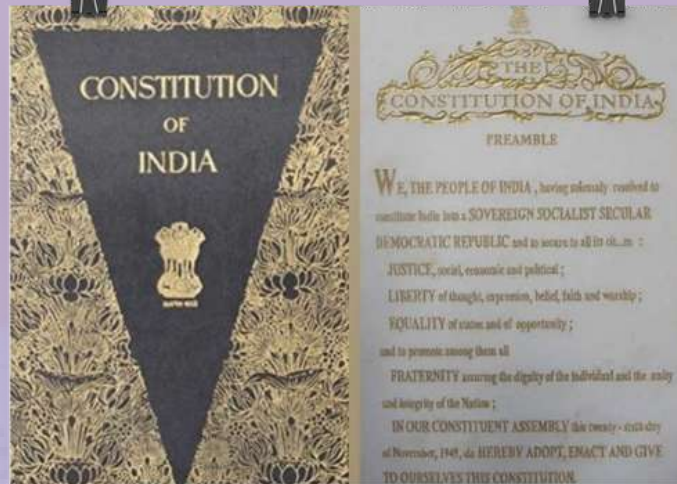 CONSTITUTION
OF
INDIA
THE
CONSTITUTION OF INDIA
PREAMBLE
WE, THE PEOPLE OF INDIA, having solemnly resolved to
constitute India into a SOVEREIGN SOCIALIST SECULAR
DEMOCRATIC REPUBLIC and to secure to all its :
JUSTICE, social, economic and political ;
LIBERTY of thought, expression, belief, faith and worship ;
EQUALITY of status and of opportunity ;
and to promote among them all
FRATERNITY assuring the dignity of the individual and the unity
and integrity of the Nation ;
IN OUR CONSTITUENT ASSEMBLY this twenty-sixth day
of November, 1949, do HEREBY ADOPT, ENACT AND GIVE
TO OURSELVES THIS CONSTITUTION.